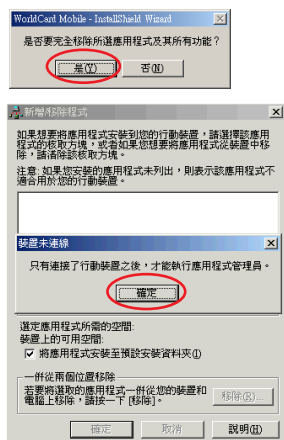 WorldCard Mobile - InstallShield Wizard
是否要完全移除所選應用程式及其所有功能？
是(Y)
否(N)
新增/移除程式
如果想要將應用程式安裝到您的行動裝置，請選擇該應用
程式的核取方塊，或者如果您想要將應用程式從裝置中移
除，請清除該核取方塊。
注意: 如果您安裝的應用程式未列出，則表示該應用程式不
適合用於您的行動裝置。
裝置未連線
只有連接了行動裝置之後，才能執行應用程式管理員。
確定
選定應用程式所需的空間:
裝置上的可用空間:
將應用程式安裝至預設安裝資料夾(I)
一併從兩個位置移除
若要將選取的應用程式一併從您的裝置和
電腦上移除，請按一下 [移除]。
移除(R)...
確定
取消
說明(H)